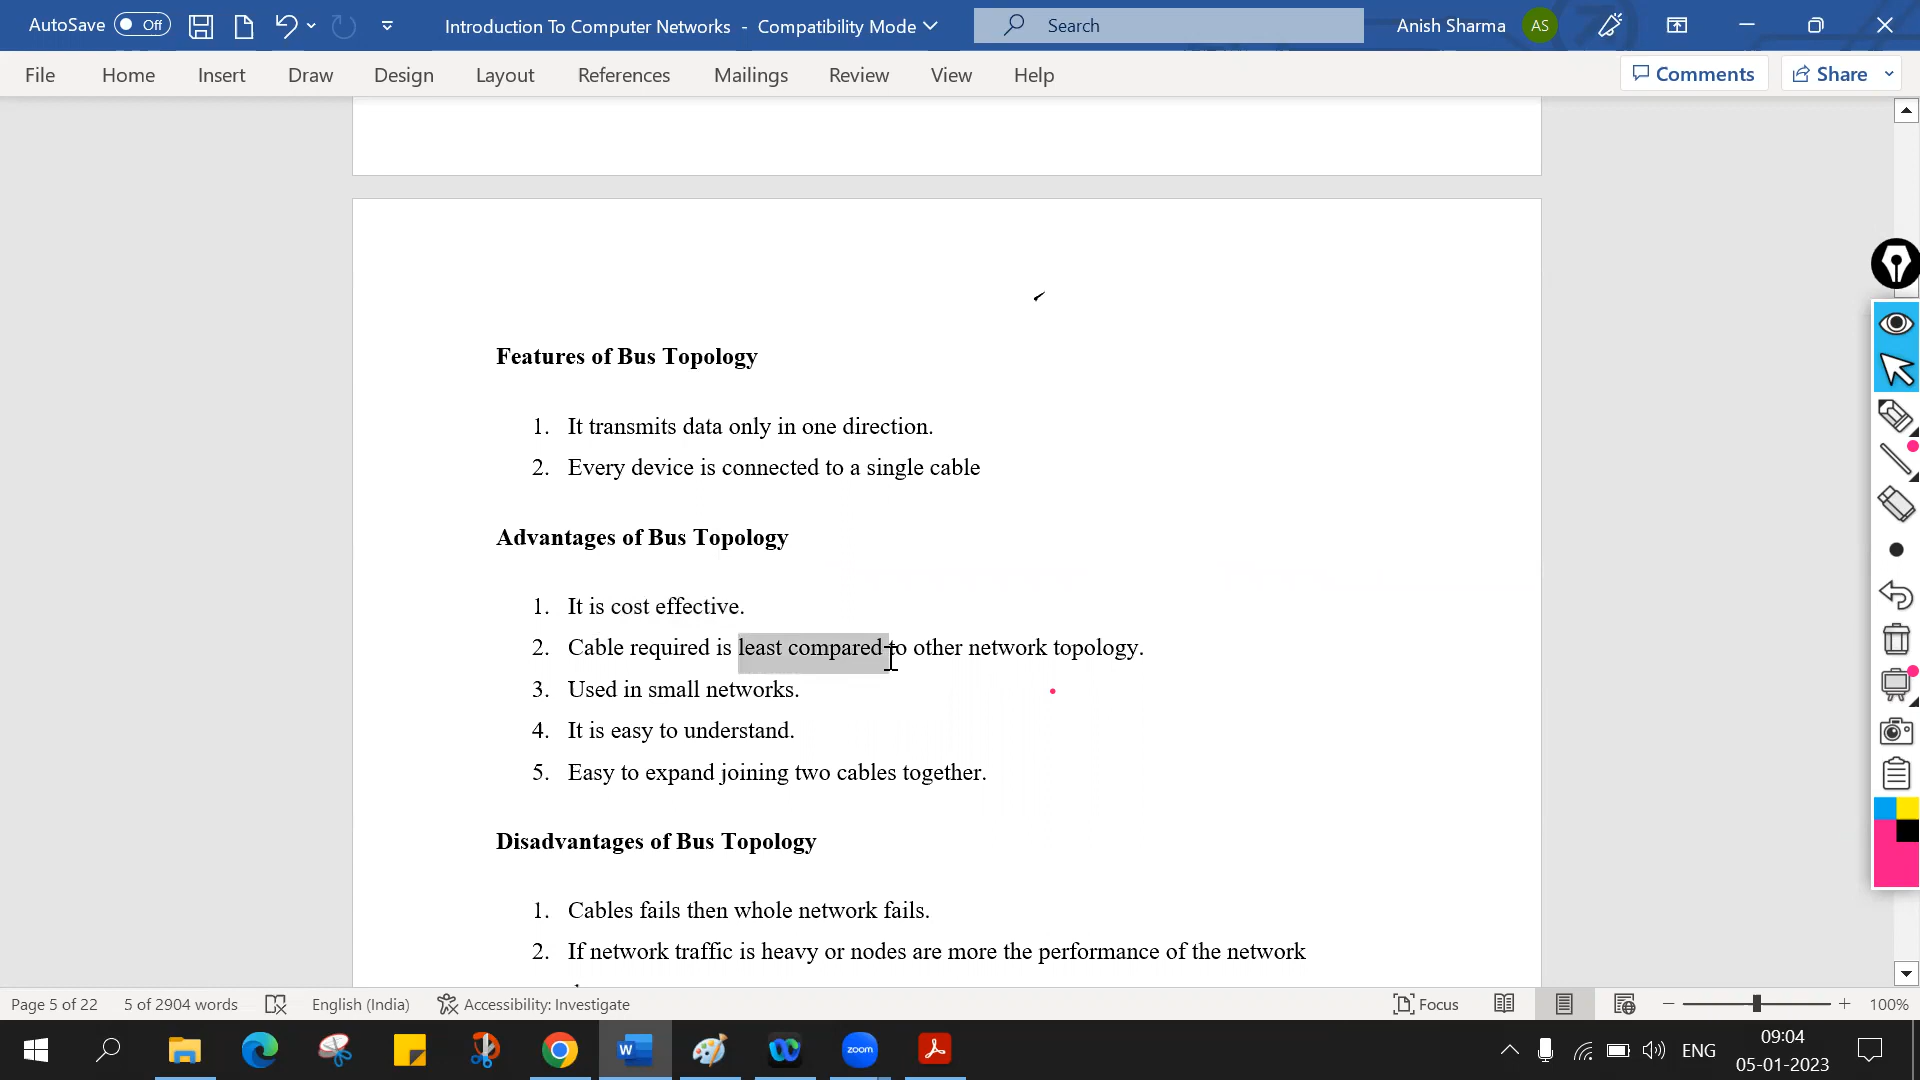 AutoSave Off Introduction To Computer Networks - Compatibility Mode Search Anish Sharma AS
File Home Insert Draw Design Layout References Mailings Review View Help Comments Share
Features of Bus Topology
1. It transmits data only in one direction.
2. Every device is connected to a single cable
Advantages of Bus Topology
1. It is cost effective.
2. Cable required is least compared to other network topology.
3. Used in small networks.
4. It is easy to understand.
5. Easy to expand joining two cables together.
Disadvantages of Bus Topology
1. Cables fails then whole network fails.
2. If network traffic is heavy or nodes are more the performance of the network
Page 5 of 22 5 of 2904 words English (India) Accessibility: Investigate Focus 100%
W zoom ENG 09:04
05-01-2023